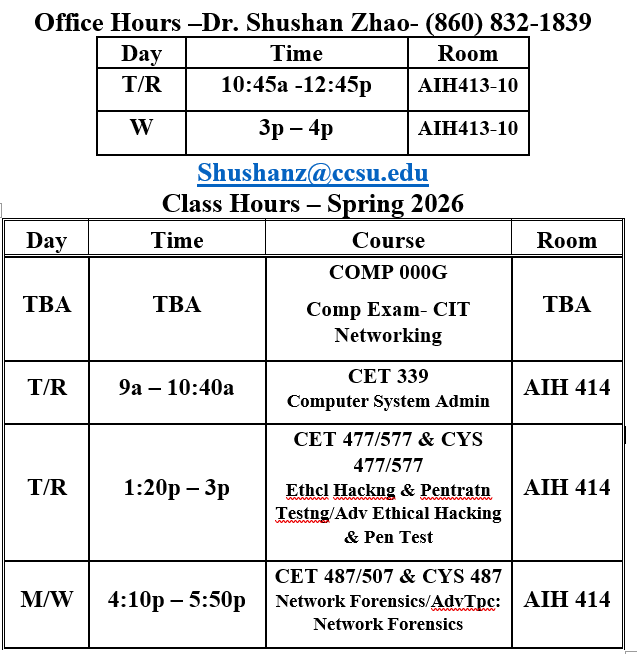 Office Hours –Dr. Shushan Zhao- (860) 832-1839
Day Time Room
T/R 10:45a -12:45p AIH413-10
W 3p – 4p AIH413-10
Shushanz@ccsu.edu
Class Hours – Spring 2026
Day Time Course Room
TBA TBA COMP 000G TBA
Comp Exam- CIT
Networking
T/R 9a – 10:40a CET 339 AIH 414
Computer System Admin
T/R 1:20p – 3p CET 477/577 & CYS AIH 414
477/577
Ethcl Hackng & Pentratn
Testng/Adv Ethical Hacking
& Pen Test
M/W 4:10p – 5:50p CET 487/507 & CYS 487 AIH 414
Network Forensics/AdvTpc:
Network Forensics